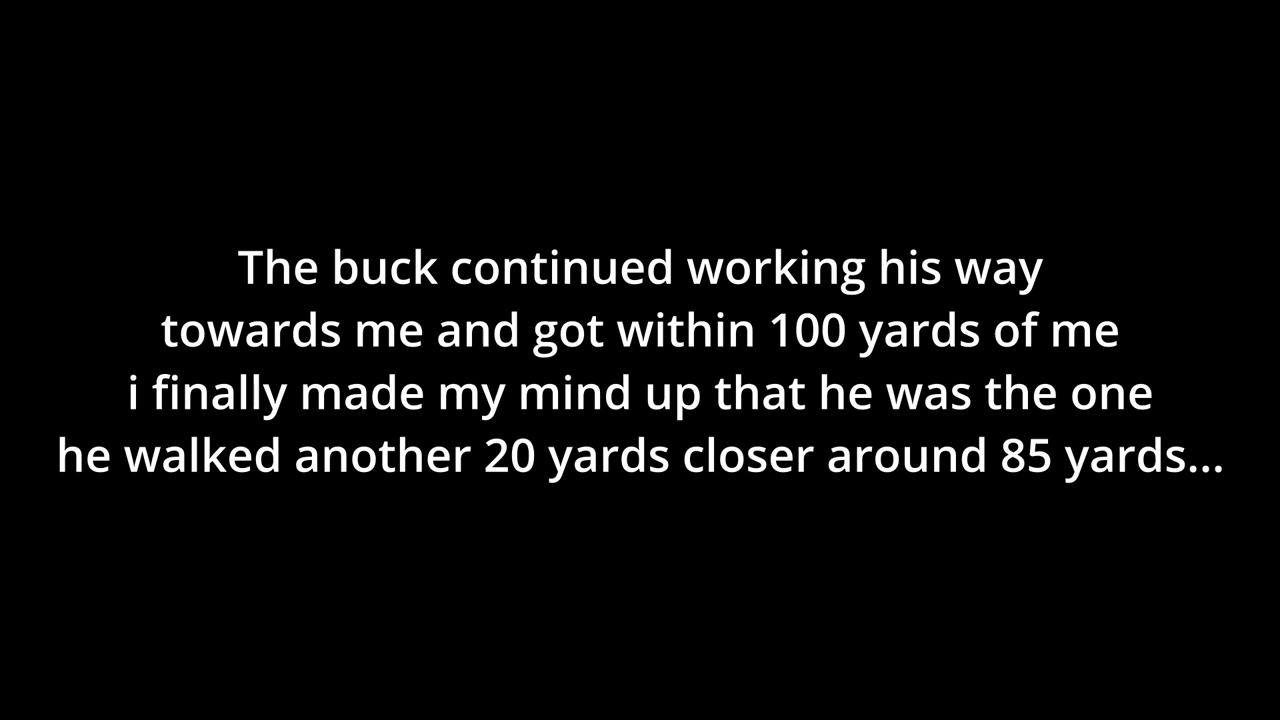 The buck continued working his way
towards me and got within 100 yards of me
i finally made my mind up that he was the one
he walked another 20 yards closer around 85 yards...